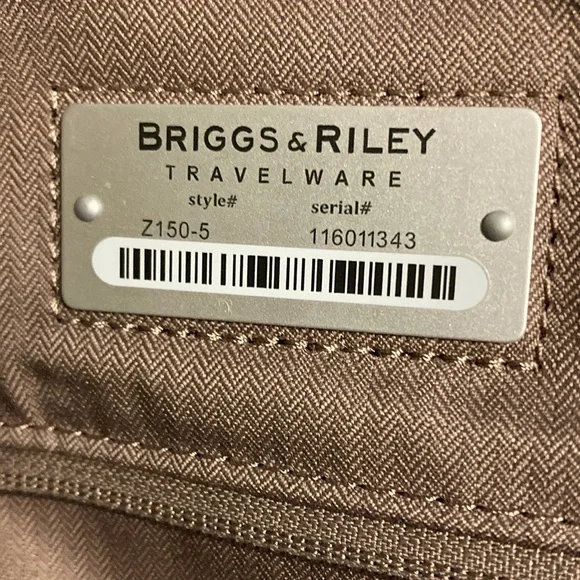 BRIGGS & RILEY
TRAVELWARE
style# serial#
Z150-5 116011343